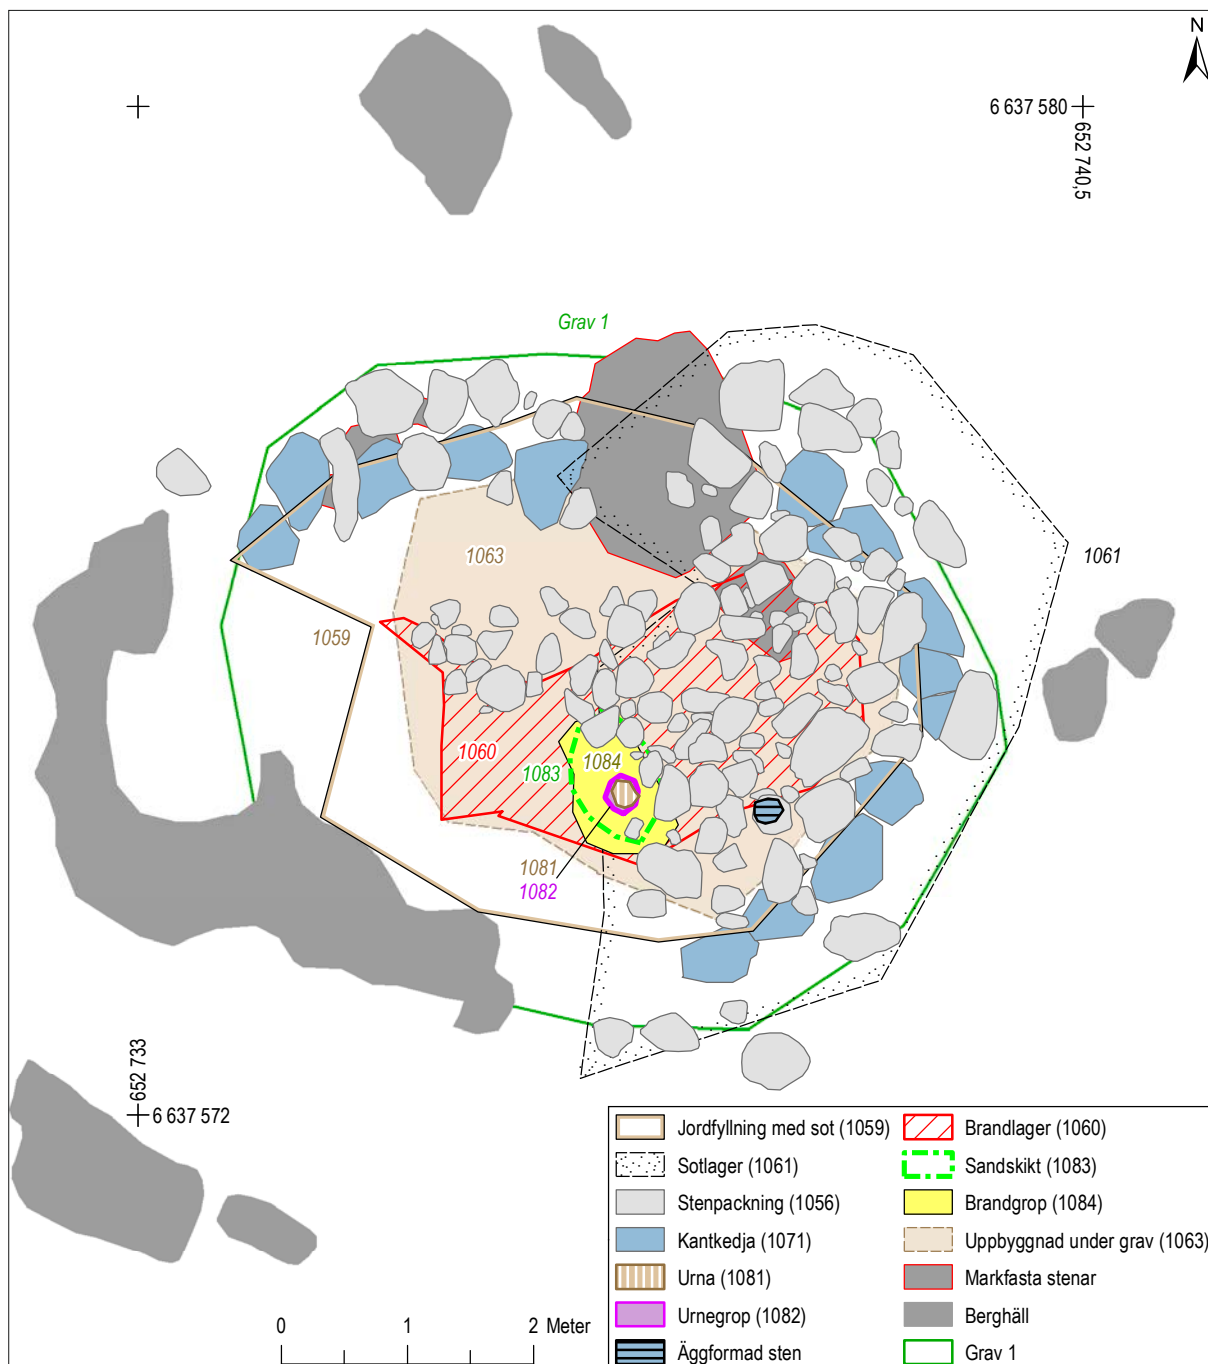 N
6 637 580
652 740,5
Grav 1
1061
1063
1059
1060
1083
1084
1081
1082
652 733
6 637 572
0 1 2 Meter
Jordfyllning med sot (1059)
Sotlager (1061)
Stenpackning (1056)
Kantkedja (1071)
Urna (1081)
Urnegrop (1082)
Äggformad sten
Brandlager (1060)
Sandskikt (1083)
Brandgrop (1084)
Uppbyggnad under grav (1063)
Markfasta stenar
Berghäll
Grav 1